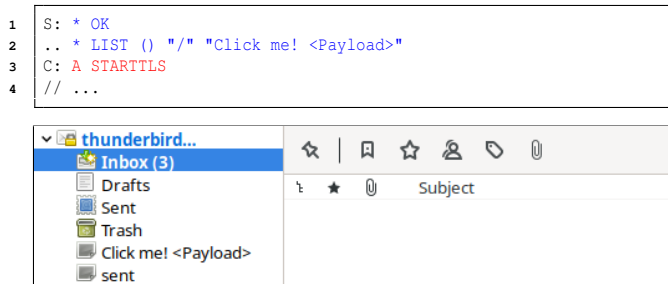 1 S: * OK
2 .. * LIST () "/" "Click me! <Payload>"
3 C: A STARTTLS
4 // ...
thunderbird...
Inbox (3)
Drafts
Sent
Trash
Click me! <Payload>
sent
Subject